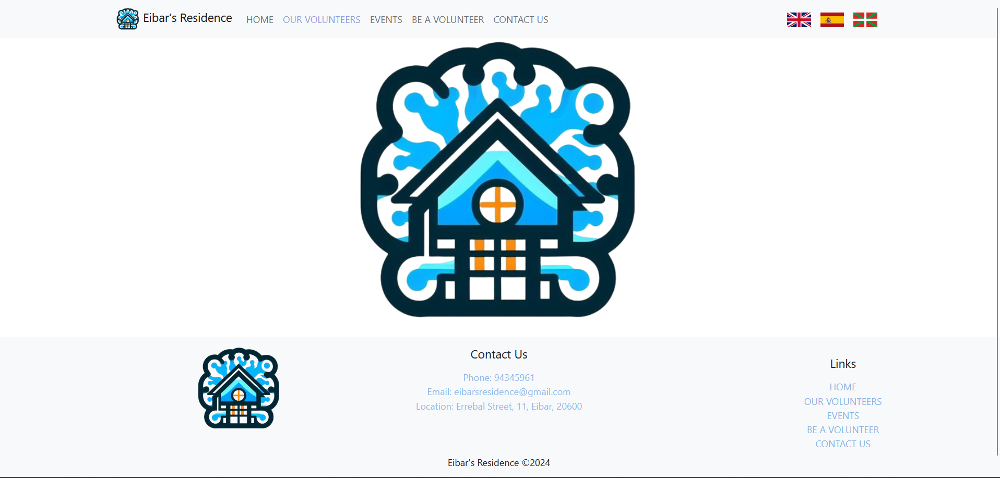 Eibar's Residence
HOME
OUR VOLUNTEERS
EVENTS
BE A VOLUNTEER
CONTACT US
Contact Us
Phone: 94345961
Email: eibarsresidence@gmail.com
Location: Errebal Street, 11, Eibar, 20600
Links
HOME
OUR VOLUNTEERS
EVENTS
BE A VOLUNTEER
CONTACT US
Eibar's Residence ©2024